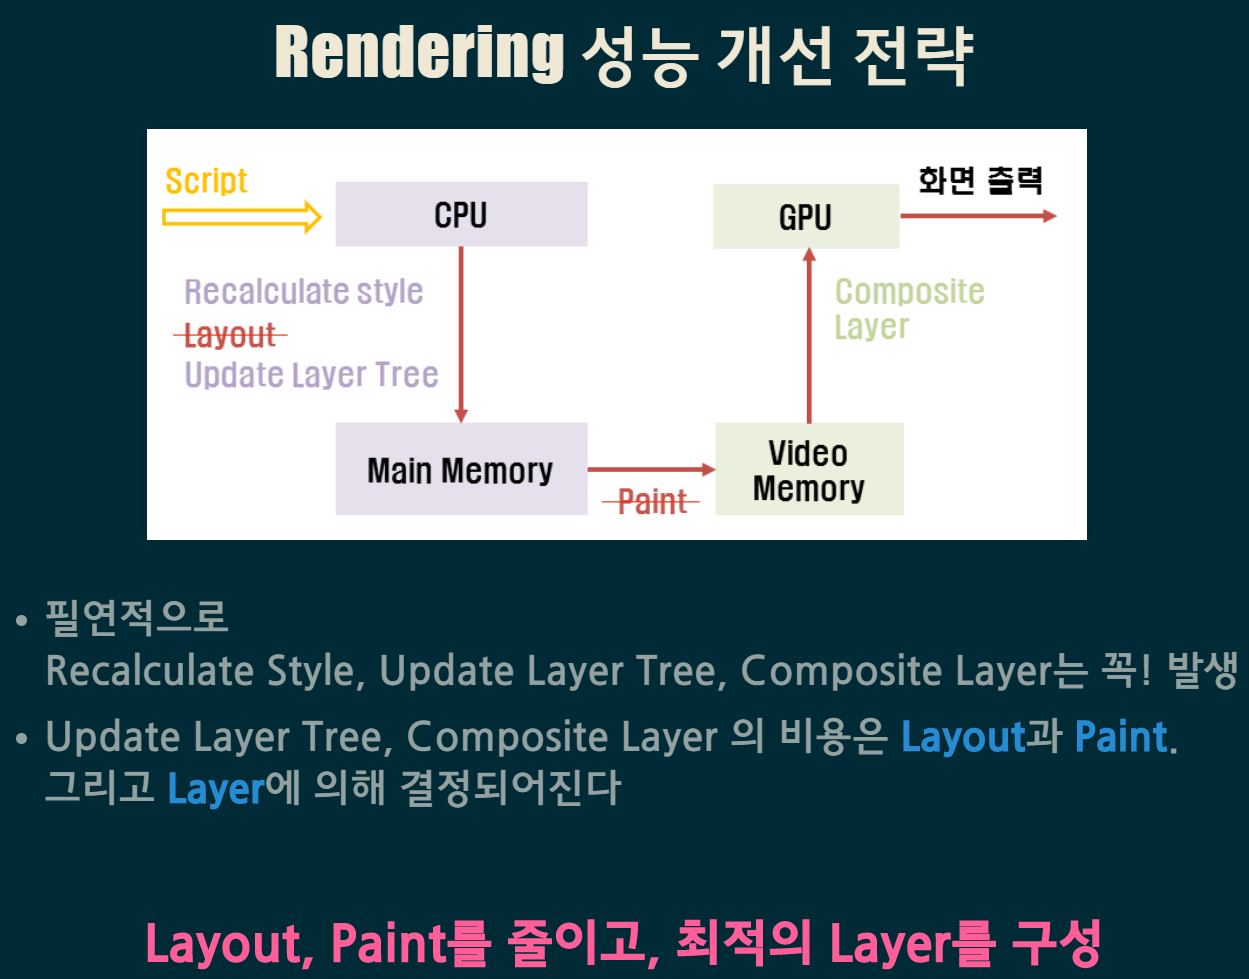 Rendering 성능 개선 전략
Script
CPU
GPU
화면 출력
Recalculate style
Layout
Update Layer Tree
Composite
Layer
Main Memory
Paint
Video
Memory
• 필연적으로
Recalculate Style, Update Layer Tree, Composite Layer는 꼭! 발생
• Update Layer Tree, Composite Layer 의 비용은 Layout과 Paint.
그리고 Layer에 의해 결정되어진다
Layout, Paint를 줄이고, 최적의 Layer를 구성